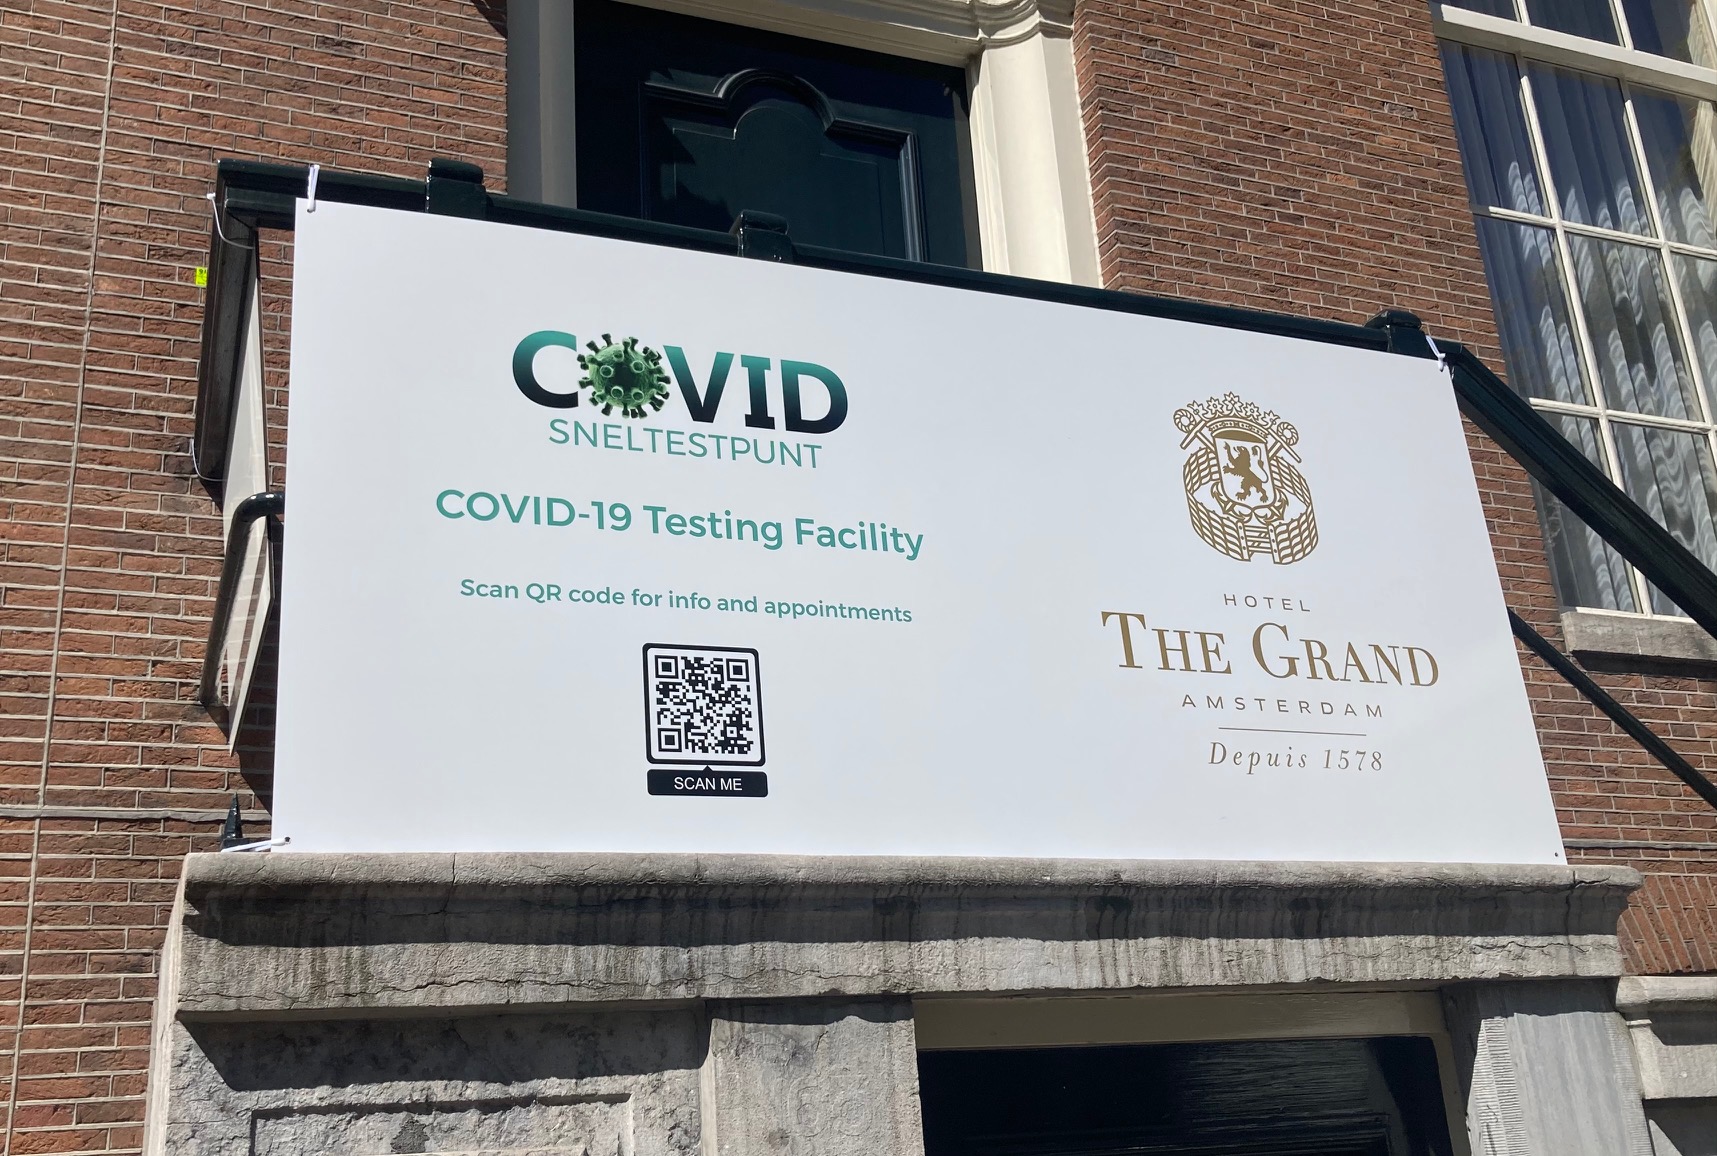 COVID
SNELTESTPUNT
COVID-19 Testing Facility
Scan QR code for info and appointments
SCAN ME
HOTEL
THE GRAND
AMSTERDAM
Depuis 1578